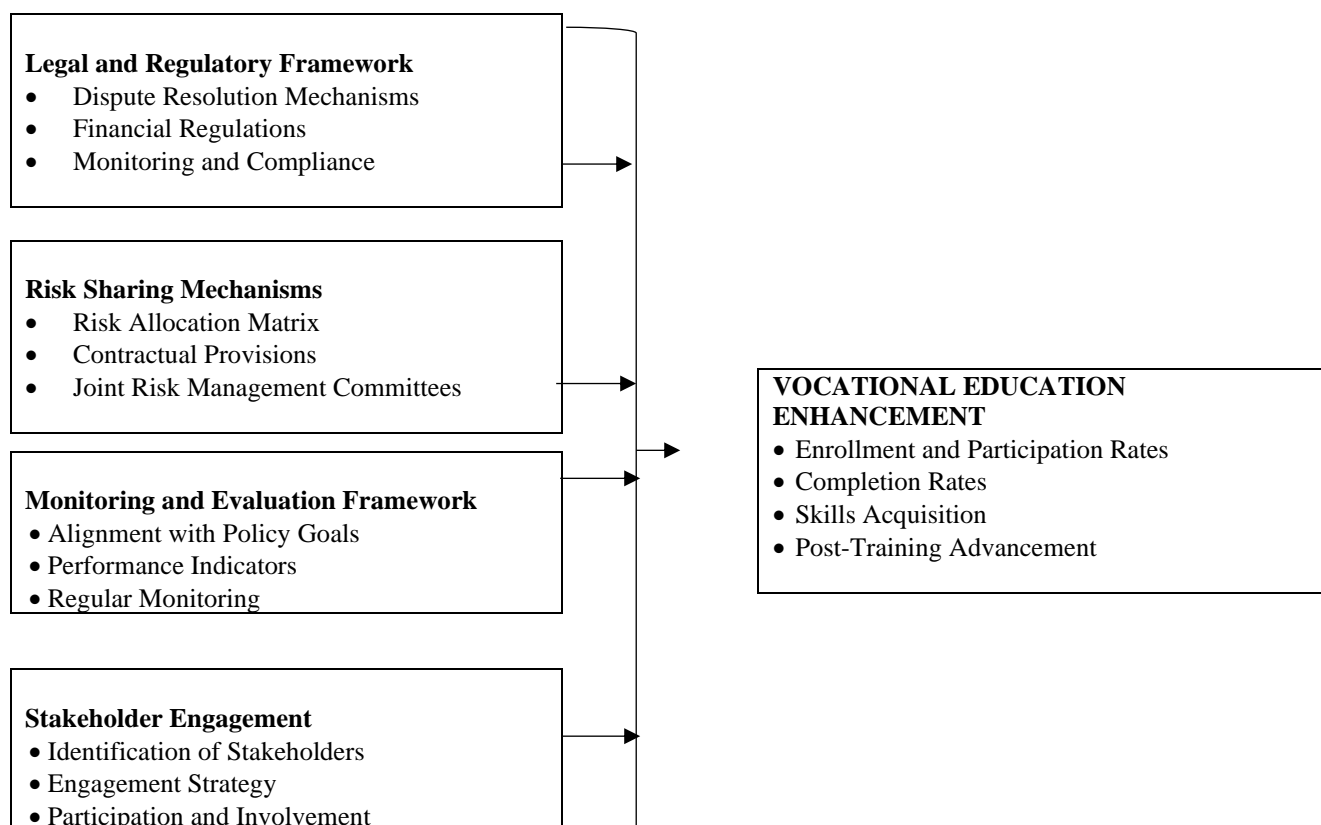 Legal and Regulatory Framework
• Dispute Resolution Mechanisms
• Financial Regulations
• Monitoring and Compliance
Risk Sharing Mechanisms
• Risk Allocation Matrix
• Contractual Provisions
• Joint Risk Management Committees
Monitoring and Evaluation Framework
• Alignment with Policy Goals
• Performance Indicators
• Regular Monitoring
Stakeholder Engagement
• Identification of Stakeholders
• Engagement Strategy
• Participation and Involvement
VOCATIONAL EDUCATION
ENHANCEMENT
• Enrollment and Participation Rates
• Completion Rates
• Skills Acquisition
• Post-Training Advancement